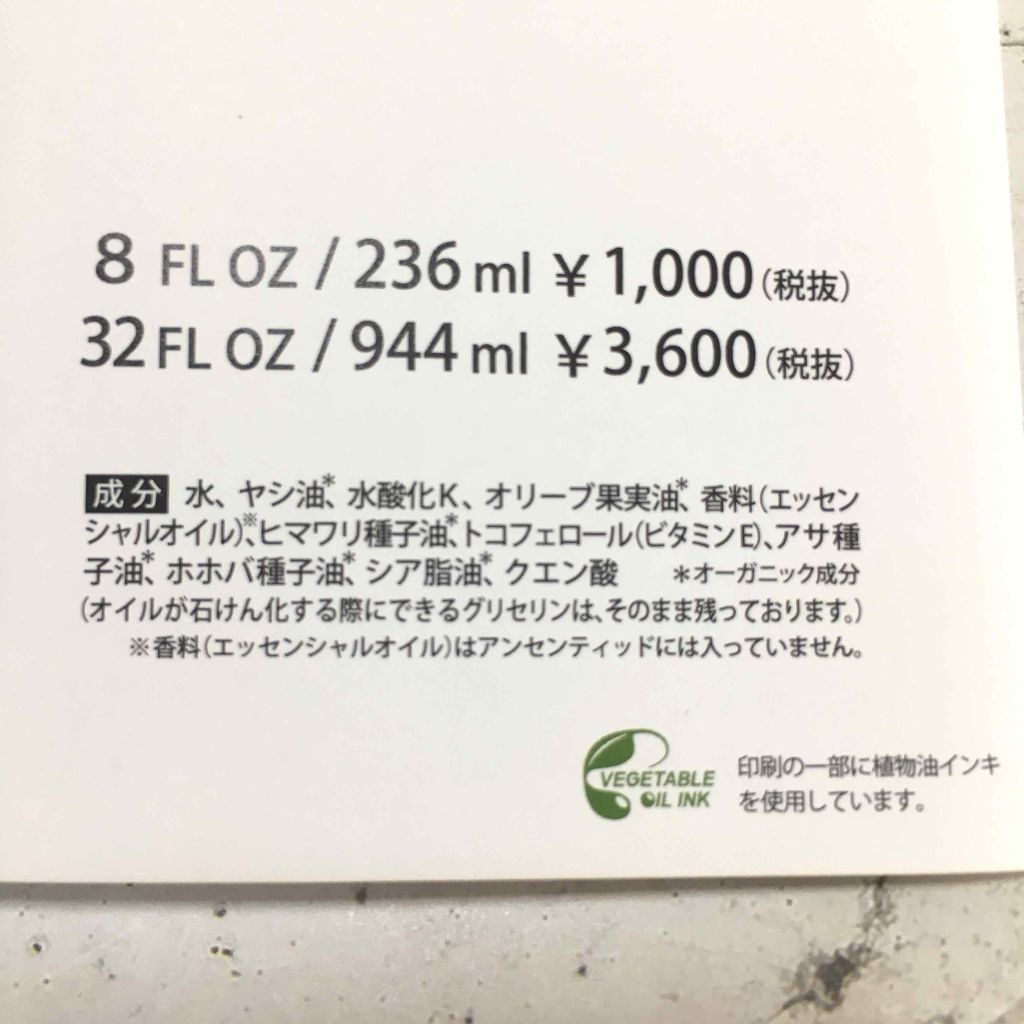 8 FL OZ / 236 ml ¥1,000(税抜)
32 FL OZ / 944 ml ¥3,600(税抜)
成分 水、ヤシ油*、水酸化K、オリーブ果実油*、香料(エッセン
シャルオイル)※、ヒマワリ種子油*、トコフェロール(ビタミンE)、アサ種
子油*、ホホバ種子油*、シア脂油*、クエン酸 *オーガニック成分
(オイルが石けん化する際にできるグリセリンは、そのまま残っております。)
※香料(エッセンシャルオイル)はアンセンティッドには入っていません。
VEGETABLE
OIL INK
印刷の一部に植物油インキ
を使用しています。